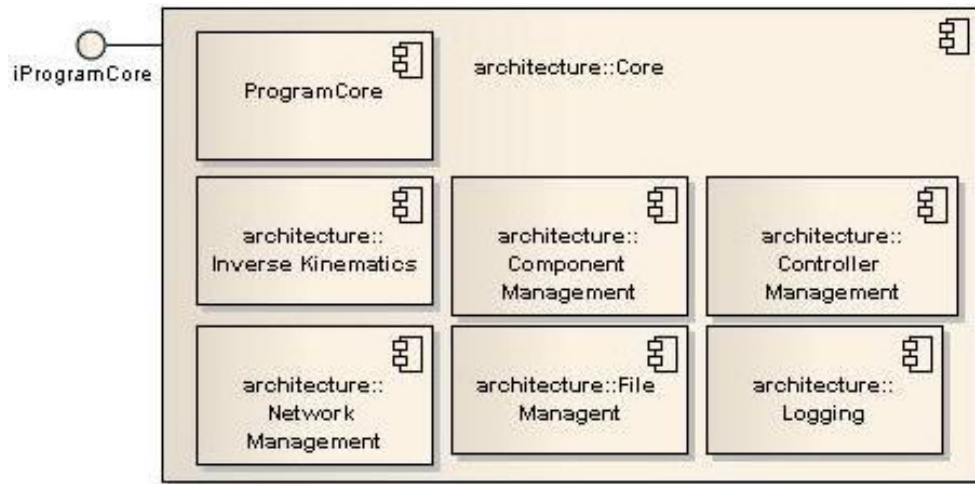 iProgramCore
architecture::Core
ProgramCore
architecture::
Inverse Kinematics
architecture::
Component
Management
architecture::
Controller
Management
architecture::
Network
Management
architecture::File
Managent
architecture::
Logging